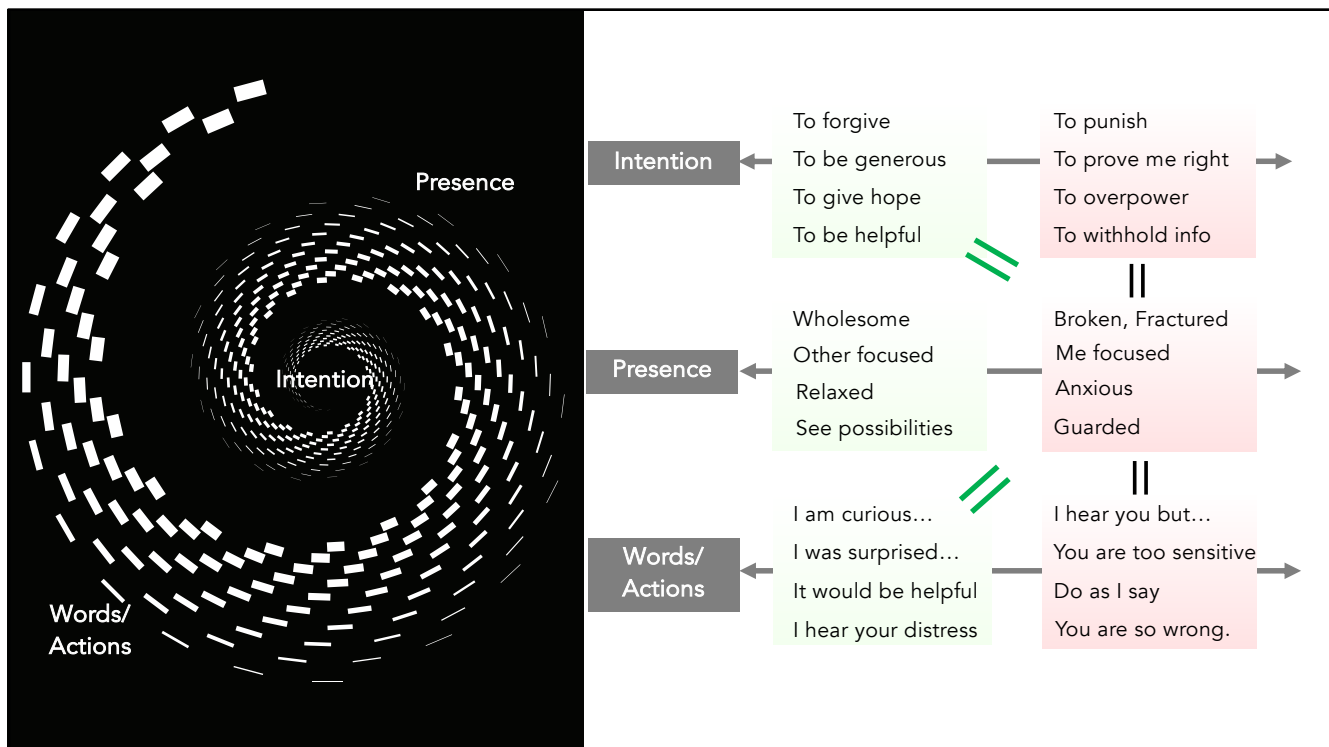 Presence
Intention
Words/
Actions
Intention
To forgive
To be generous
To give hope
To be helpful
To punish
To prove me right
To overpower
To withhold info
Presence
Wholesome
Other focused
Relaxed
See possibilities
Broken, Fractured
Me focused
Anxious
Guarded
Words/
Actions
I am curious…
I was surprised…
It would be helpful
I hear your distress
I hear you but…
You are too sensitive
Do as I say
You are so wrong.